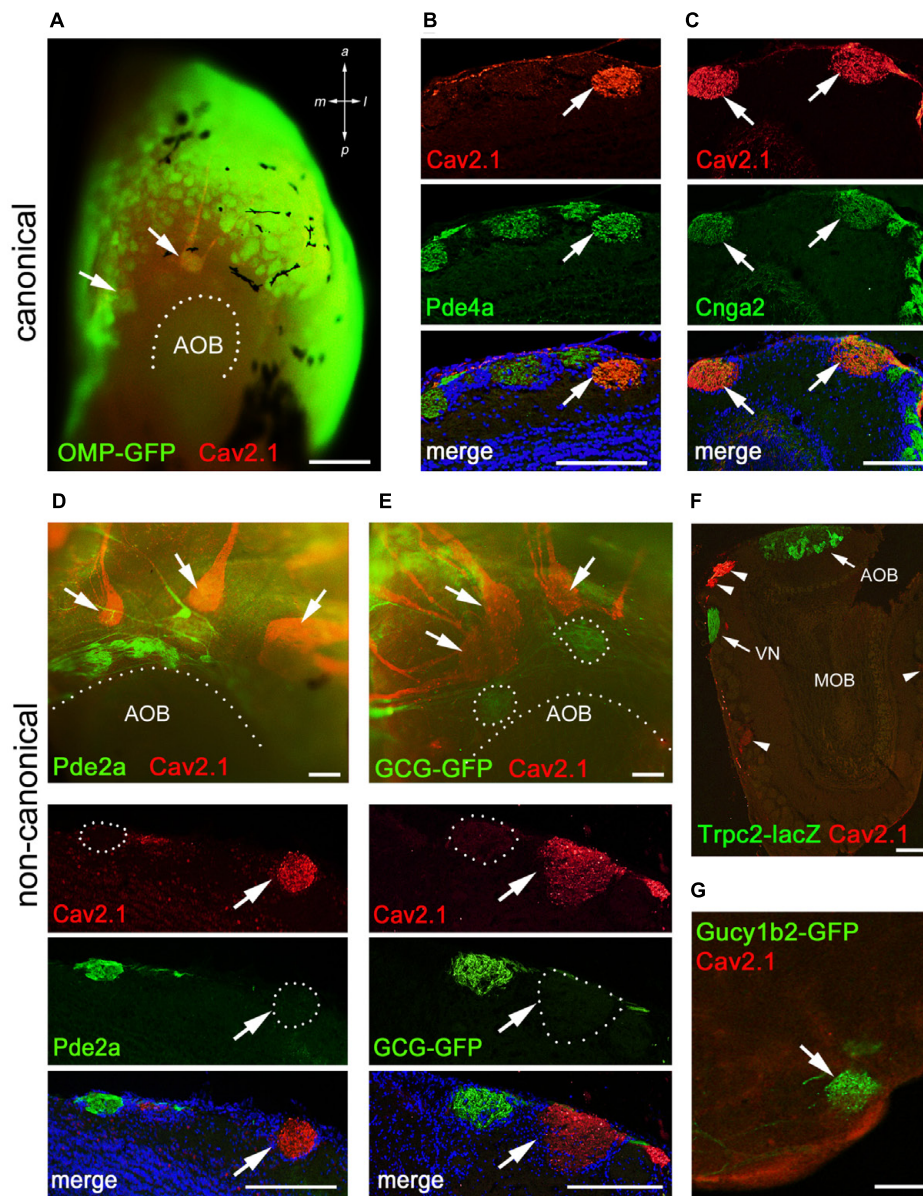 A
a
m l
p
AOB
OMP-GFP Cav2.1
canonical
B
Cav2.1
Pde4a
merge
C
Cav2.1
Cnga2
merge
D
AOB
Pde2a Cav2.1
E
AOB
GCG-GFP Cav2.1
non-canonical
Cav2.1
Pde2a
merge
Cav2.1
GCG-GFP
merge
F
AOB
VN
MOB
Trpc2-lacZ Cav2.1
G
Gucy1b2-GFP
Cav2.1